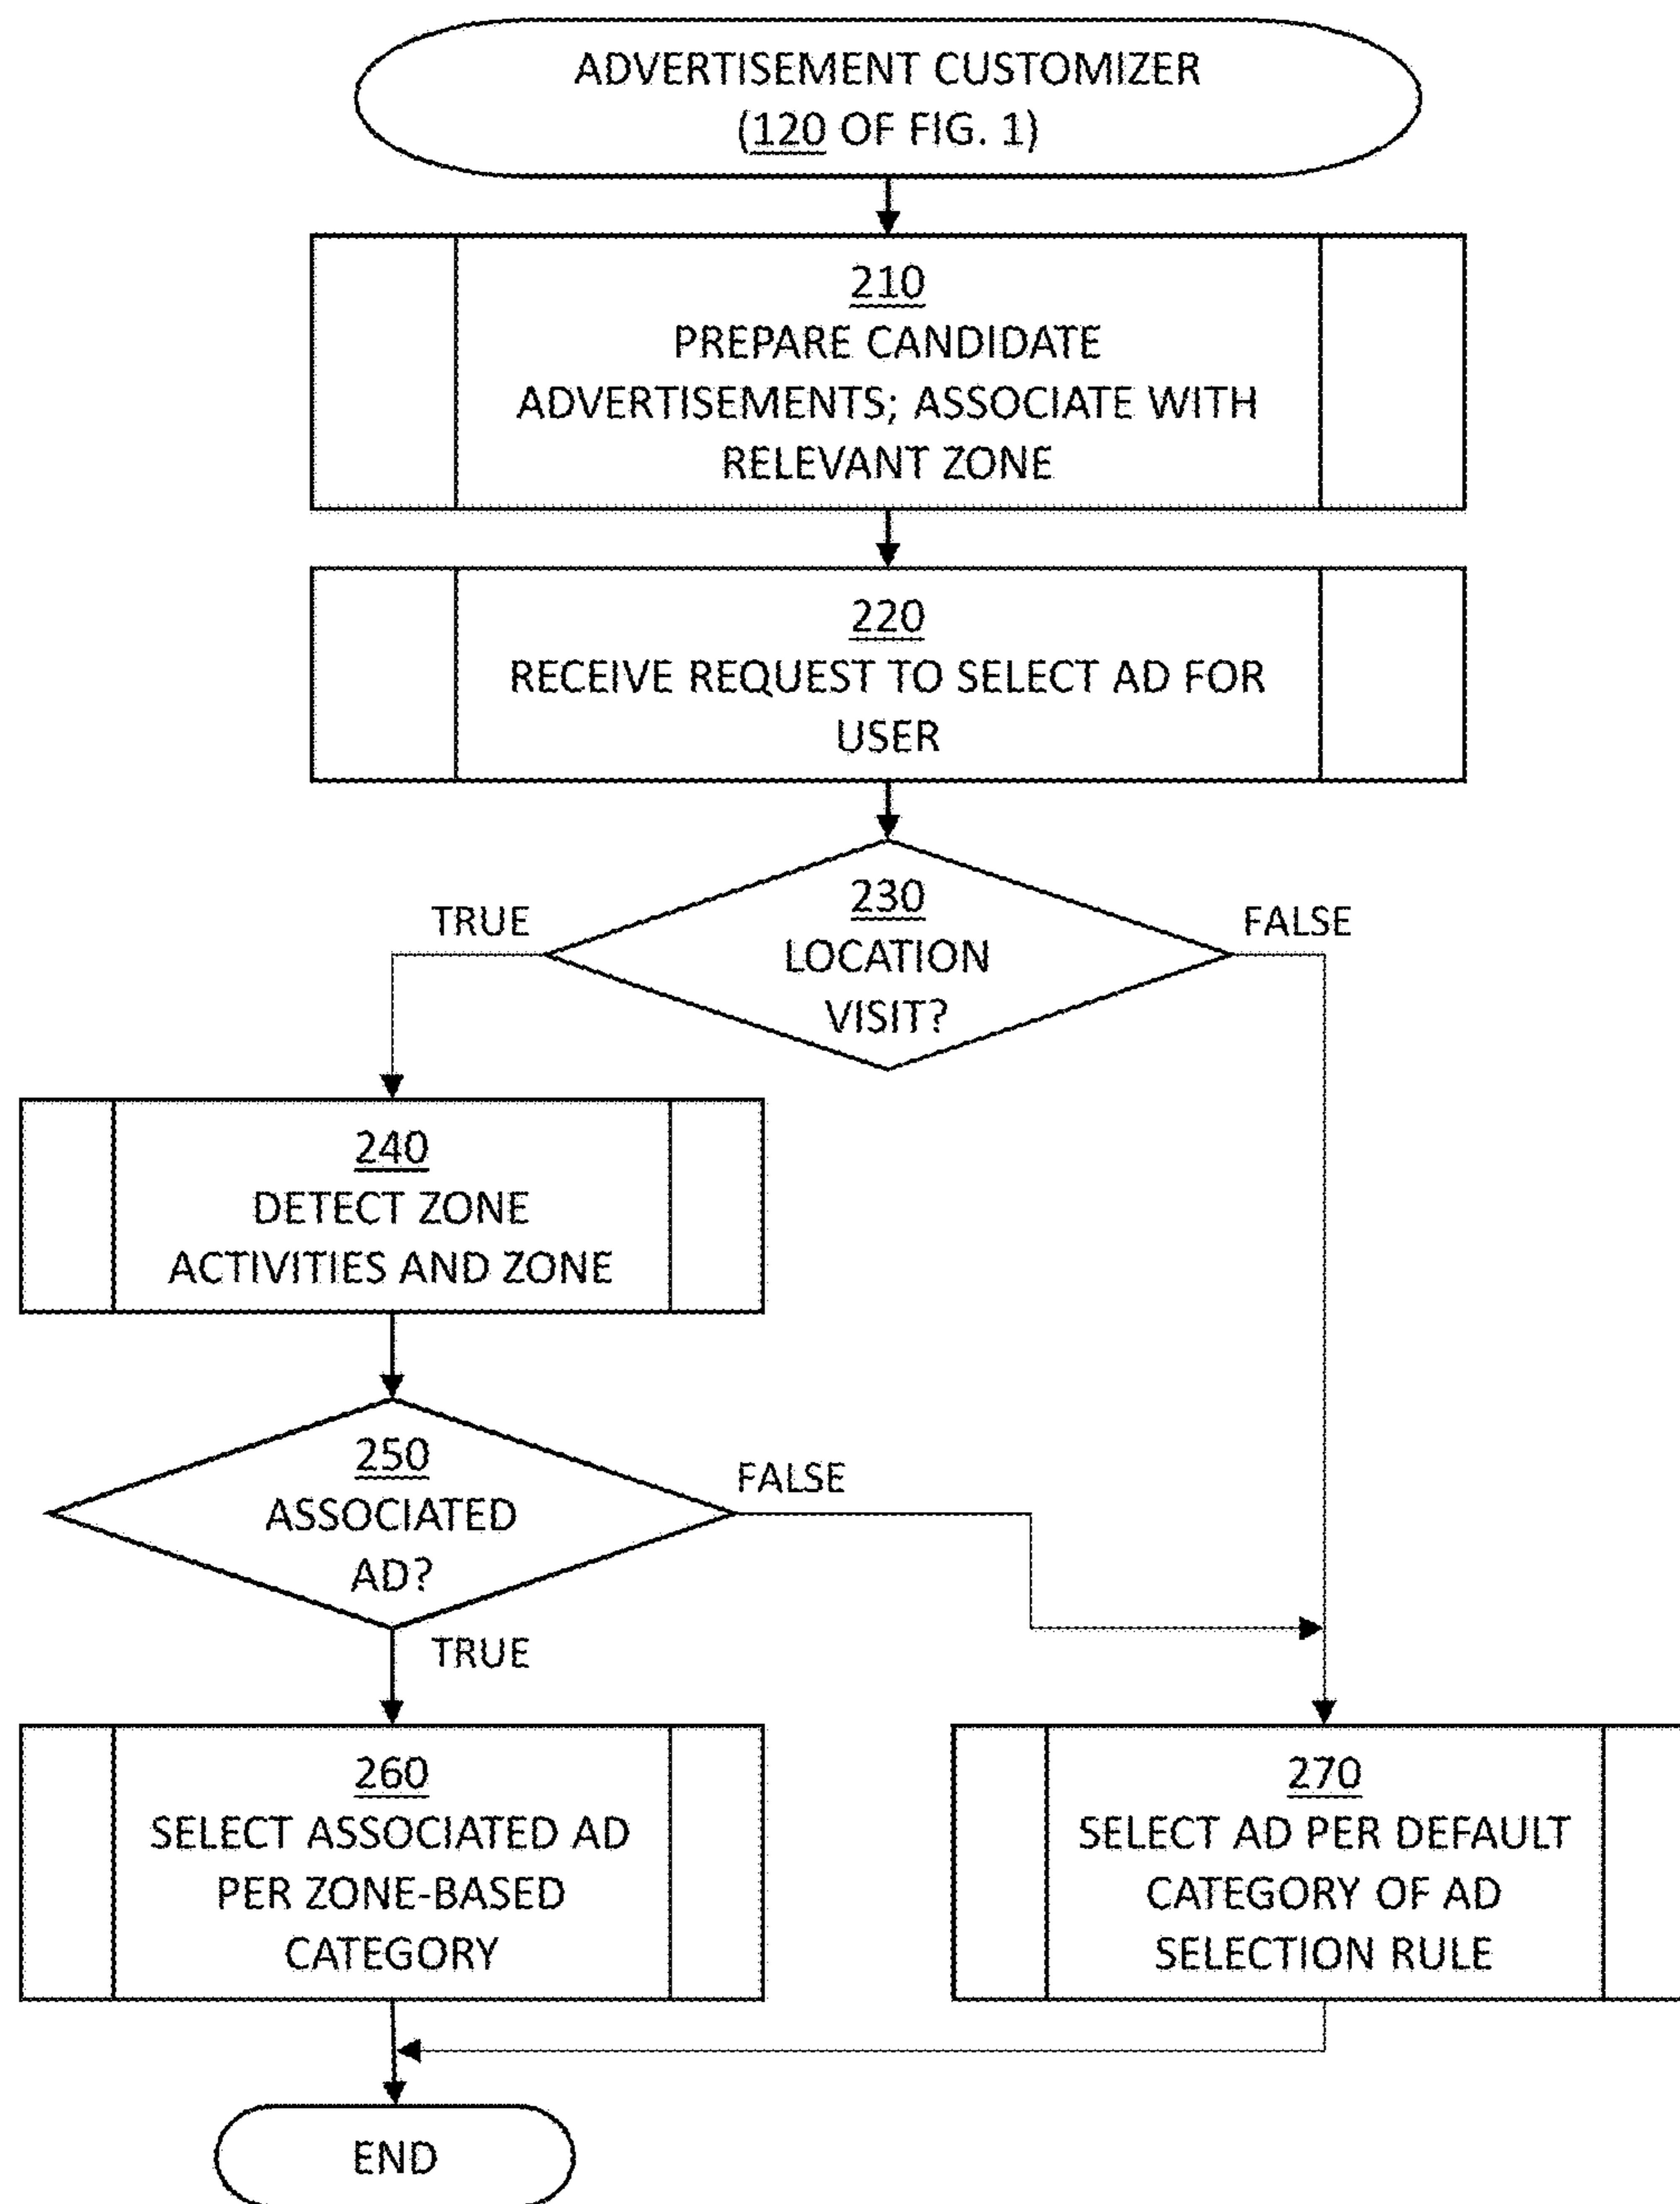 ADVERTISEMENT CUSTOMIZER
(120 OF FIG. 1)
210
PREPARE CANDIDATE
ADVERTISEMENTS; ASSOCIATE WITH
RELEVANT ZONE
220
RECEIVE REQUEST TO SELECT AD FOR
USER
230
LOCATION
VISIT?
TRUE
FALSE
240
DETECT ZONE
ACTIVITIES AND ZONE
250
ASSOCIATED
AD?
FALSE
TRUE
260
SELECT ASSOCIATED AD
PER ZONE-BASED
CATEGORY
270
SELECT AD PER DEFAULT
CATEGORY OF AD
SELECTION RULE
END